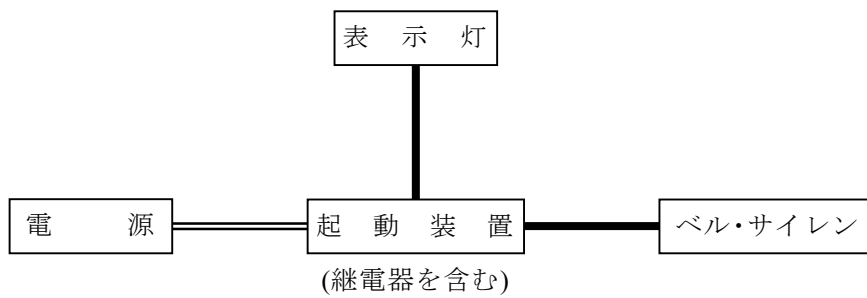 表示灯
電源
起動装置
ベル・サイレン
(継電器を含む)